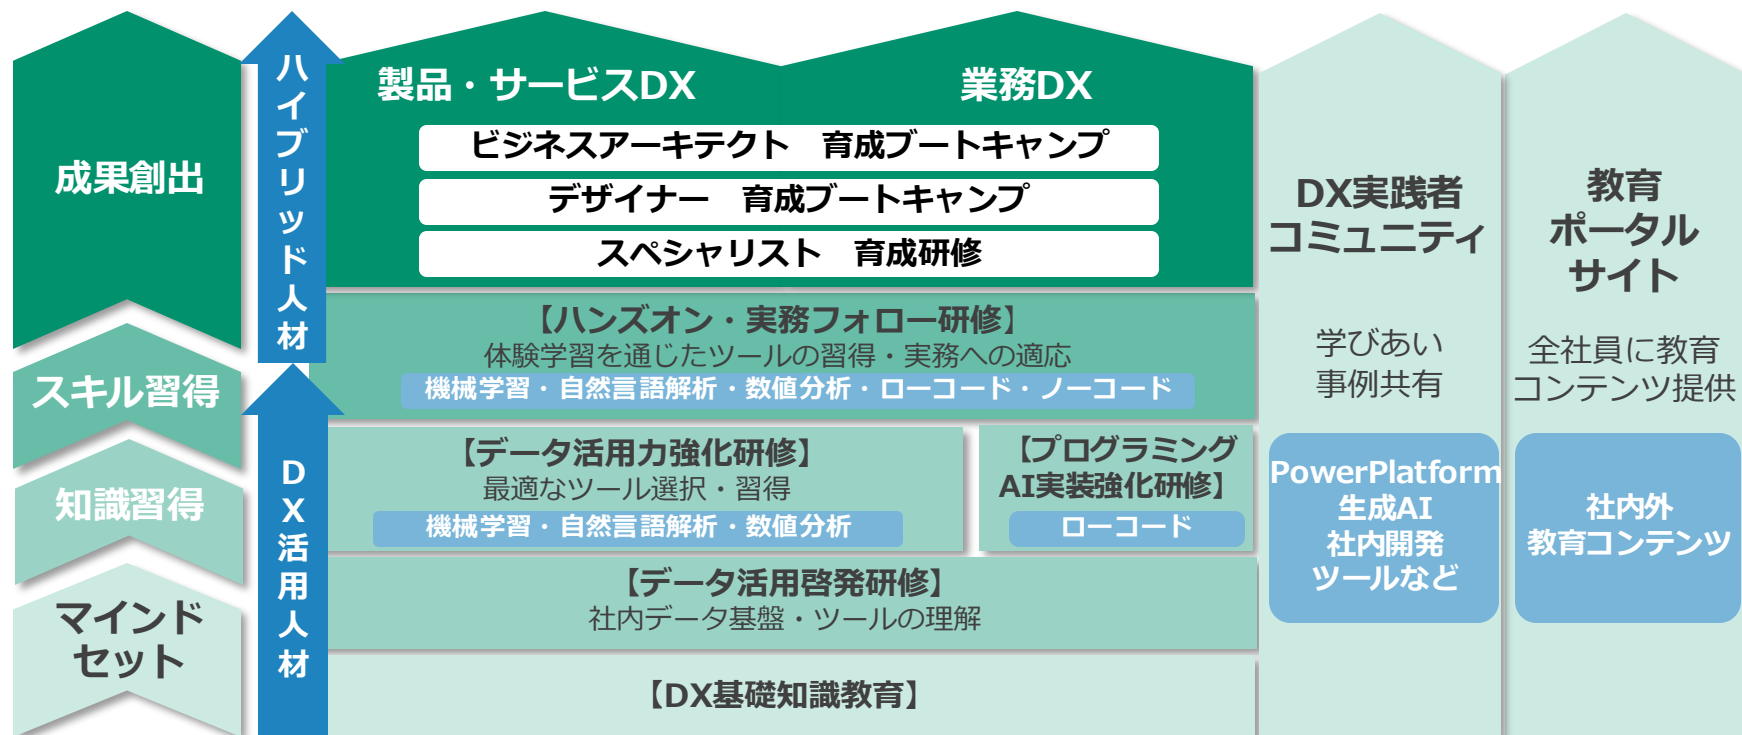 成果創出
スキル習得
知識習得
マインド
セット
ハイブリッド人材
DX活用人材
製品・サービスDX
業務DX
ビジネスアーキテクト　育成ブートキャンプ
デザイナー　育成ブートキャンプ
スペシャリスト　育成研修
【ハンズオン・実務フォロー研修】
体験学習を通じたツールの習得・実務への適応
機械学習・自然言語解析・数値分析・ローコード・ノーコード
【データ活用力強化研修】
最適なツール選択・習得
機械学習・自然言語解析・数値分析
【プログラミング
AI実装強化研修】
ローコード
【データ活用啓発研修】
社内データ基盤・ツールの理解
【DX基礎知識教育】
DX実践者
コミュニティ
学びあい
事例共有
PowerPlatform
生成AI
社内開発
ツールなど
教育
ポータル
サイト
全社員に教育
コンテンツ提供
社内外
教育コンテンツ